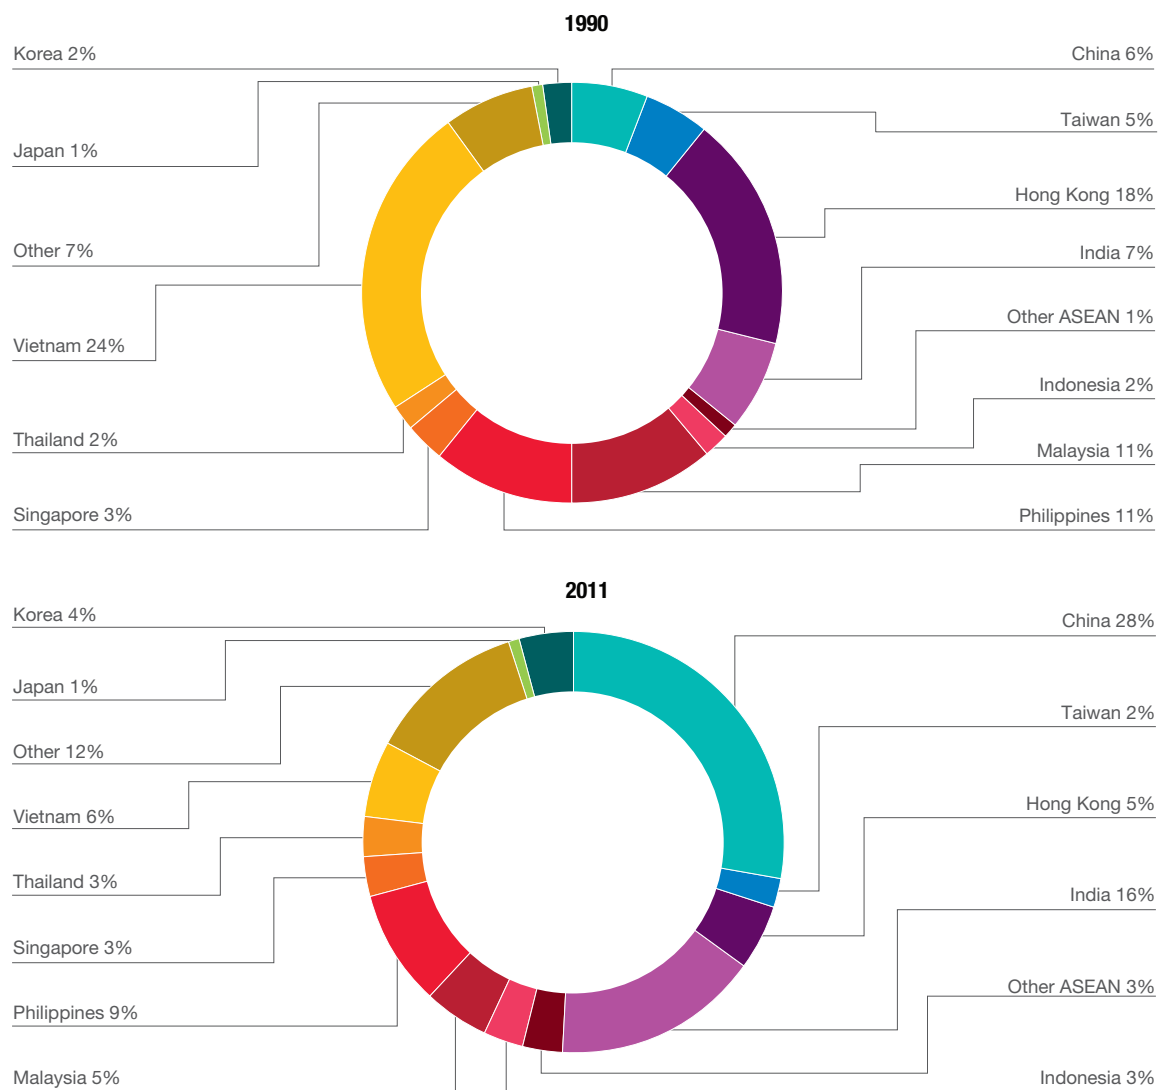 1990
Korea 2%
China 6%
Taiwan 5%
Japan 1%
Hong Kong 18%
Other 7%
India 7%
Other ASEAN 1%
Vietnam 24%
Indonesia 2%
Thailand 2%
Malaysia 11%
Singapore 3%
Philippines 11%
2011
Korea 4%
China 28%
Japan 1%
Taiwan 2%
Other 12%
Hong Kong 5%
Vietnam 6%
Thailand 3%
India 16%
Singapore 3%
Other ASEAN 3%
Philippines 9%
Malaysia 5%
Indonesia 3%